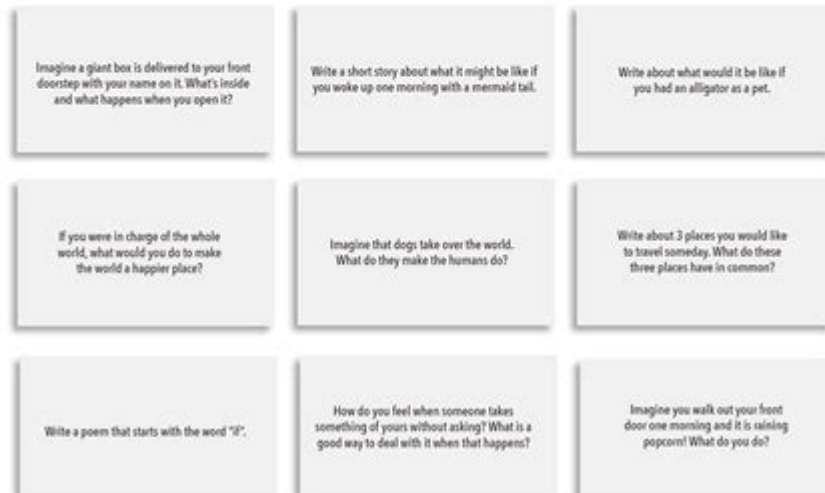 Imagine a giant box is delivered to your front
doorstep with your name on it. What's inside
and what happens when you open it?
Write a short story about what it might be like if
you woke up one morning with a mermaid tail.
Write about what would it be like if
you had an alligator as a pet.
If you were in charge of the whole
world, what would you do to make
the world a happier place?
Imagine that dogs take over the world.
What do they make the humans do?
Write about 3 places you would like
to travel someday. What do these
three places have in common?
Write a poem that starts with the word "if".
How do you feel when someone takes
something of yours without asking? What is a
good way to deal with it when that happens?
Imagine you walk out your front
door one morning and it is raining
popcorn! What do you do?